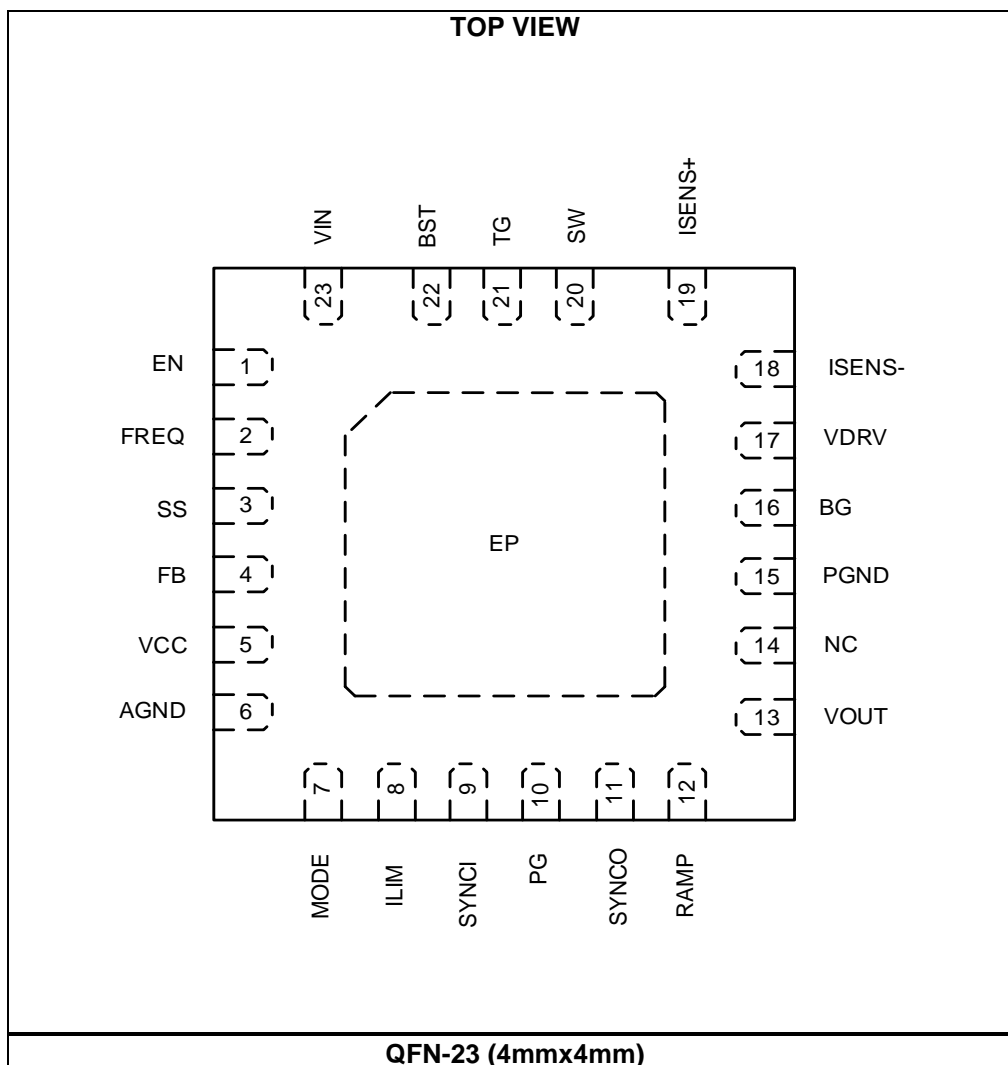 TOP VIEW
VIN BST TG SW ISENS+
23 22 21 20 19
EN 1 18 ISENS-
FREQ 2 17 VDRV
SS 3 16 BG
FB 4 EP 15 PGND
VCC 5 14 NC
AGND 6 13 VOUT
7 8 9 10 11 12
MODE ILIM SYNCI PG SYNCO RAMP
QFN-23 (4mmx4mm)